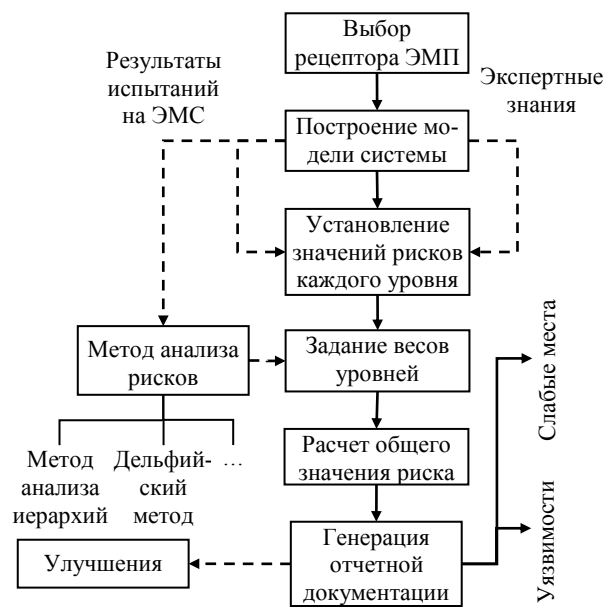 Выбор
рецептора ЭМП
Результаты
испытаний
на ЭМС
Экспертные
знания
Построение мо-
дели системы
Установление
значений рисков
каждого уровня
Метод анализа
рисков
Задание весов
уровней
Слабые места
Метод
анализа
иерархий
Дельфий-
ский
метод
…
Расчет общего
значения риска
Улучшения
Генерация
отчетной
документации
Уязвимости